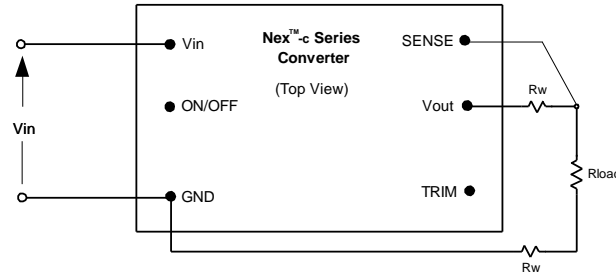 Nex™-c Series
Converter
(Top View)
Vin
SENSE
ON/OFF
Vout
Rw
Vin
Rload
GND
TRIM
Rw